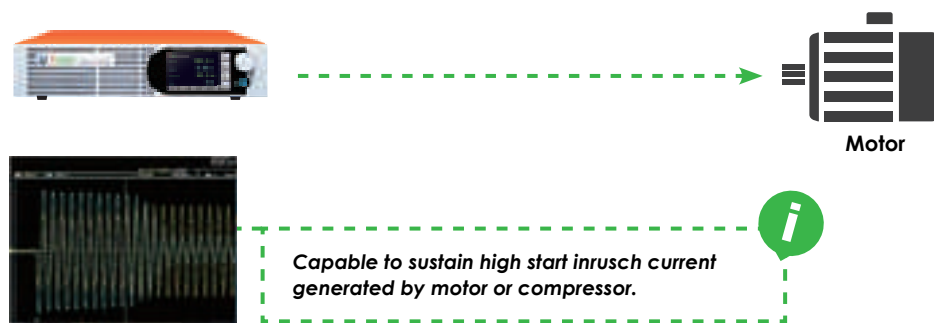 Motor
i
Capable to sustain high start inrusch current
generated by motor or compressor.